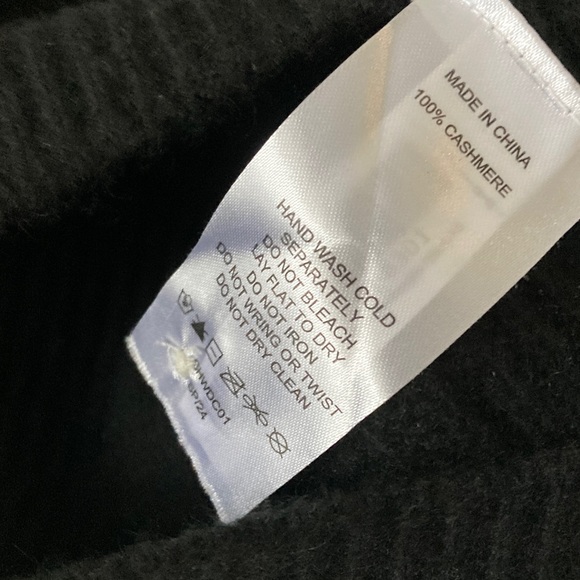 MADE IN CHINA
100% CASHMERE
HAND WASH COLD
SEPARATELY
DO NOT BLEACH
LAY FLAT TO DRY
DO NOT IRON
DO NOT WRING OR TWIST
DO NOT DRY CLEAN